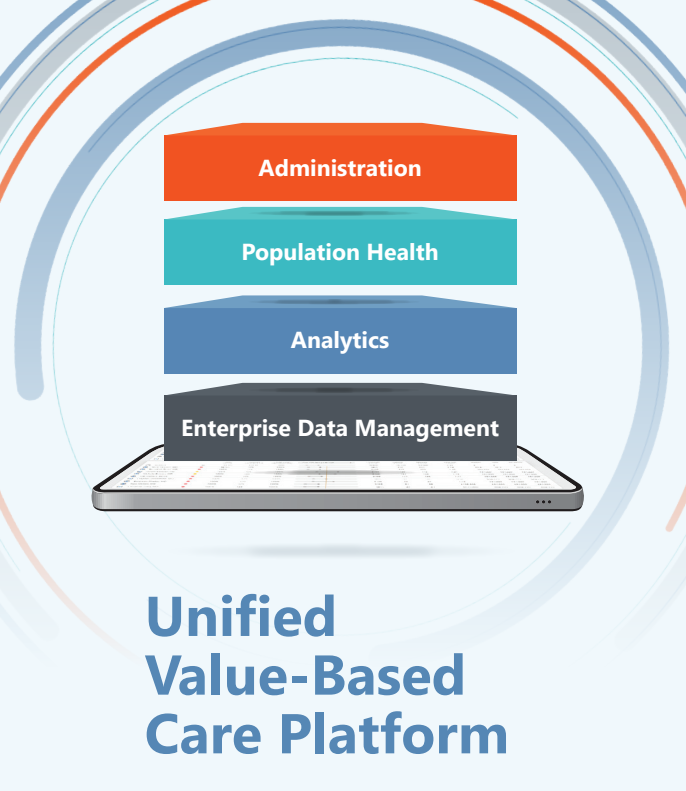 Administration
Population Health
Analytics
Enterprise Data Management
Unified
Value-Based
Care Platform